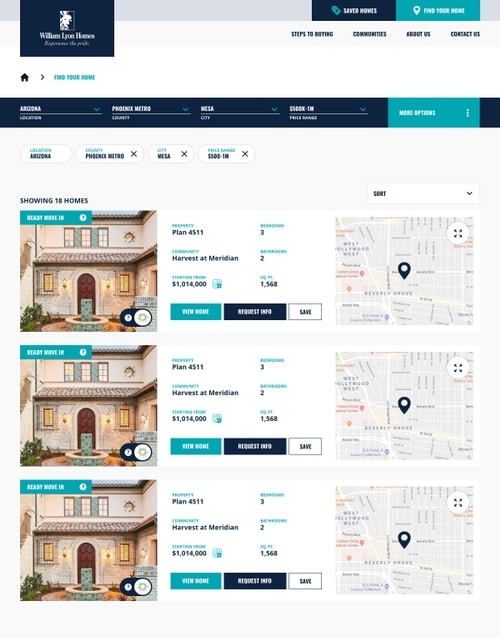 SAVED HOMES
FIND YOUR HOME
William Lyon Homes
Experience the pride.
STEPS TO BUYING
COMMUNITIES
ABOUT US
CONTACT US
FIND YOUR HOME
ARIZONA
LOCATION
PHOENIX METRO
COUNTY
MESA
CITY
$500K-1M
PRICE RANGE
MORE OPTIONS
LOCATION
ARIZONA
COUNTY
PHOENIX METRO
CITY
MESA
PRICE RANGE
$500-1M
SHOWING 18 HOMES
SORT
READY MOVE IN
PROPERTY
Plan 4511
BEDROOMS
3
COMMUNITY
Harvest at Meridian
BATHROOMS
2
STARTING FROM
$1,014,000
SQ. FT.
1,568
VIEW HOME
REQUEST INFO
SAVE
WEST
HOLLYWOOD
WEST
BEVERLY GROVE
READY MOVE IN
PROPERTY
Plan 4511
BEDROOMS
3
COMMUNITY
Harvest at Meridian
BATHROOMS
2
STARTING FROM
$1,014,000
SQ. FT.
1,568
VIEW HOME
REQUEST INFO
SAVE
WEST
HOLLYWOOD
WEST
BEVERLY GROVE
READY MOVE IN
PROPERTY
Plan 4511
BEDROOMS
3
COMMUNITY
Harvest at Meridian
BATHROOMS
2
STARTING FROM
$1,014,000
SQ. FT.
1,568
VIEW HOME
REQUEST INFO
SAVE
WEST
HOLLYWOOD
WEST
BEVERLY GROVE